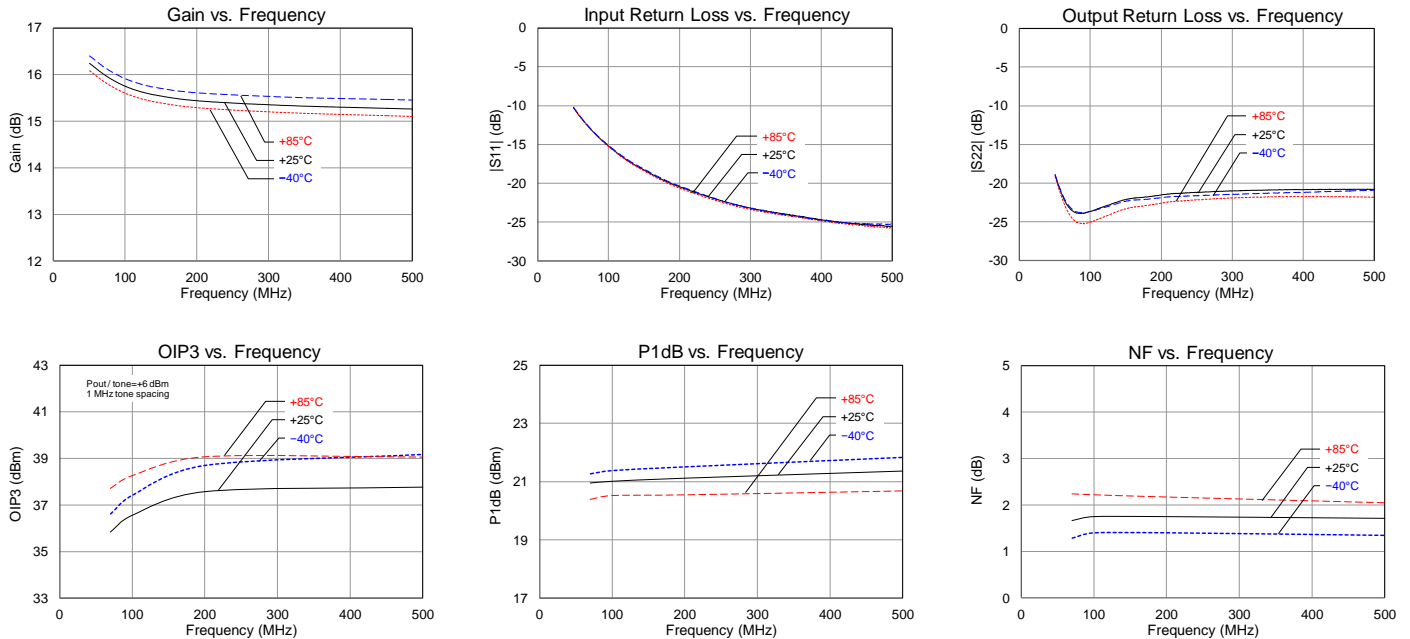 Gain vs. Frequency
17
16
15
14
13
12
Gain (dB)
+85°C
+25°C
−40°C
0
100
200
300
400
500
Frequency (MHz)
Input Return Loss vs. Frequency
0
-5
-10
-15
-20
-25
-30
|S11| (dB)
+85°C
+25°C
−40°C
0
100
200
300
400
500
Frequency (MHz)
Output Return Loss vs. Frequency
0
-5
-10
-15
-20
-25
-30
|S22| (dB)
+85°C
+25°C
−40°C
0
100
200
300
400
500
Frequency (MHz)
OIP3 vs. Frequency
43
41
39
37
35
33
OIP3 (dBm)
Pout / tone=+6 dBm
1 MHz tone spacing
+85°C
+25°C
−40°C
0
100
200
300
400
500
Frequency (MHz)
P1dB vs. Frequency
25
23
21
19
17
P1dB (dBm)
+85°C
+25°C
−40°C
0
100
200
300
400
500
Frequency (MHz)
NF vs. Frequency
5
4
3
2
1
0
NF (dB)
+85°C
+25°C
−40°C
0
100
200
300
400
500
Frequency (MHz)